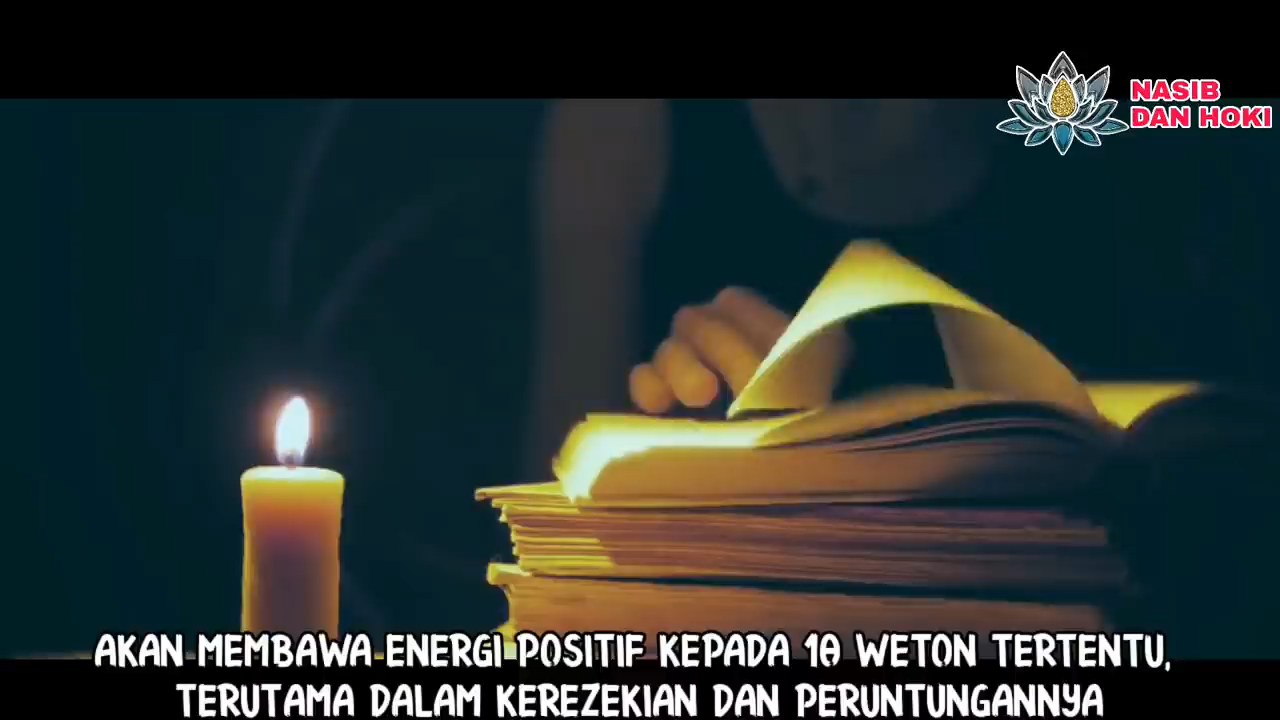 NASIB
DAN HOKI
AKAN MEMBAWA ENERGI POSITIF KEPADA 10 WETON TERTENTU,
TERUTAMA DALAM KEREZEKIAN DAN PERUNTUNGANNYA